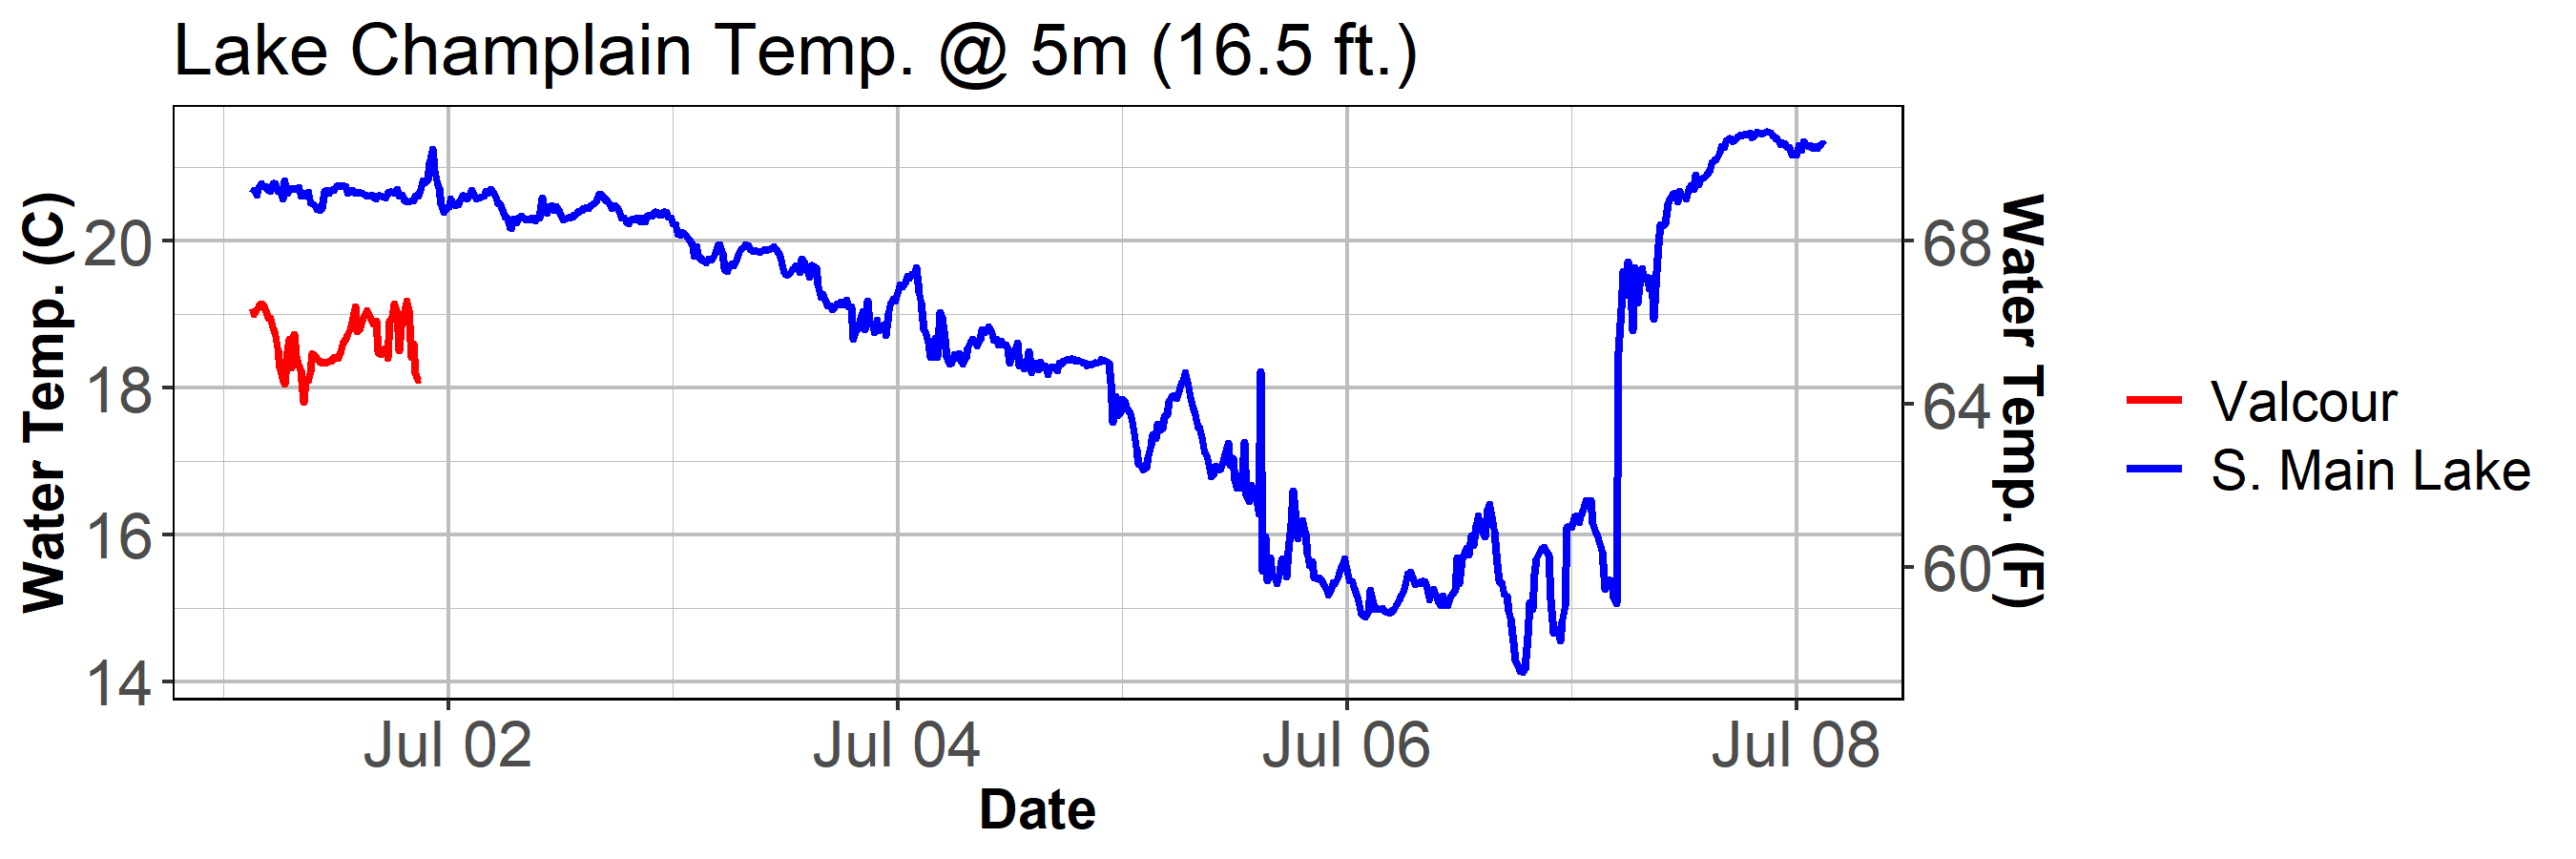 Lake Champlain Temp. @ 5m (16.5 ft.)
Water Temp. (C)
20
18
16
14
68
64
60
Water Temp. (F)
Jul 02
Jul 04
Jul 06
Jul 08
Date
Valcour
S. Main Lake